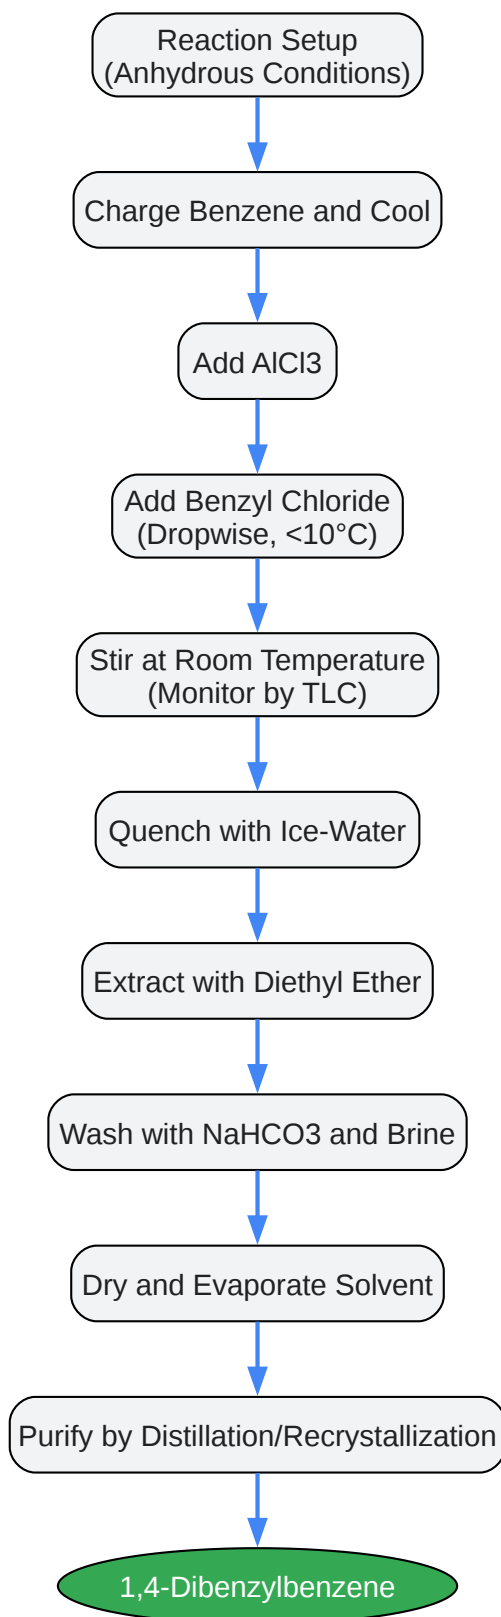 Reaction Setup
(Anhydrous Conditions)
Charge Benzene and Cool
Add AlCl3
Add Benzyl Chloride
(Dropwise, <10°C)
Stir at Room Temperature
(Monitor by TLC)
Quench with Ice-Water
Extract with Diethyl Ether
Wash with NaHCO3 and Brine
Dry and Evaporate Solvent
Purify by Distillation/Recrystallization
1,4-Dibenzylbenzene